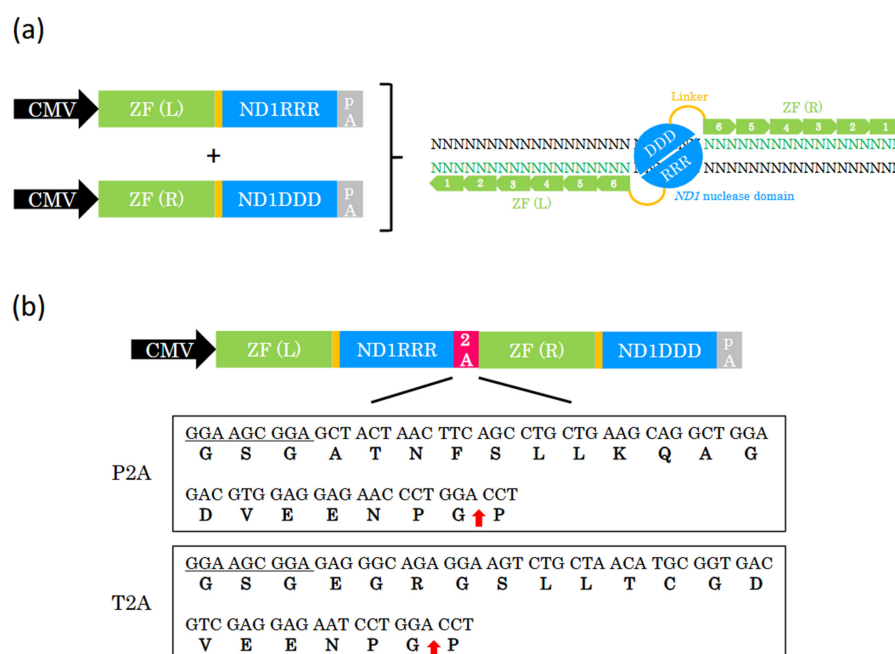 (a)
CMV ZF (L) ND1RRR pA
+
CMV ZF (R) ND1DDD pA
Linker
ZF (R)
6 5 4 3 2 1
DDD
RRR
1 2 3 4 5 6
ZF (L)
ND1 nuclease domain
(b)
CMV ZF (L) ND1RRR 2A ZF (R) ND1DDD pA
P2A
GGA AGC GGA GCT ACT AAC TTC AGC CTG CTG AAG CAG GCT GGA
G S G A T N F S L L K Q A G
GAC GTG GAG GAG AAC CCT GGA CCT
D V E E N P G P
T2A
GGA AGC GGA GAG GGC AGA GGA AGT CTG CTA ACA TGC GGT GAC
G S G E G R G S L L T C G D
GTC GAG GAG AAT CCT GGA CCT
V E E N P G P